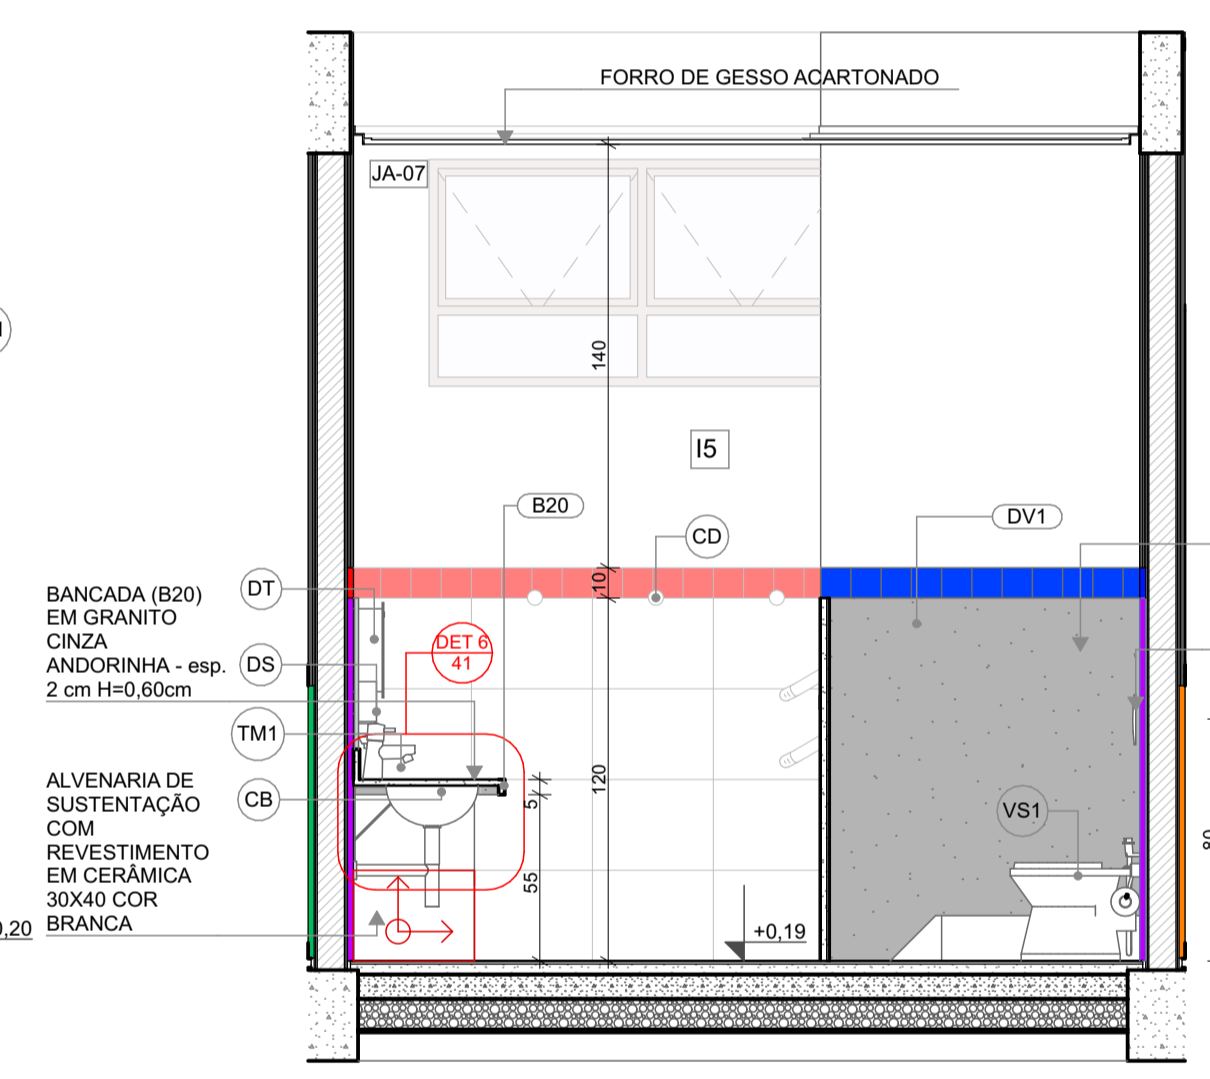 FORRO DE GESSO ACARTONADO
JA-07
140
I5
B20
CD
DV1
10
BANCADA (B20)
EM GRANITO
CINZA
ANDORINHA - esp.
2 cm H=0,60cm
DT
DS
TM1
CB
DET 6
41
120
5
55
VS1
80
ALVENARIA DE
SUSTENTAÇÃO
COM
REVESTIMENTO
EM CERÂMICA
30X40 COR
BRANCA
0,20
+0,19